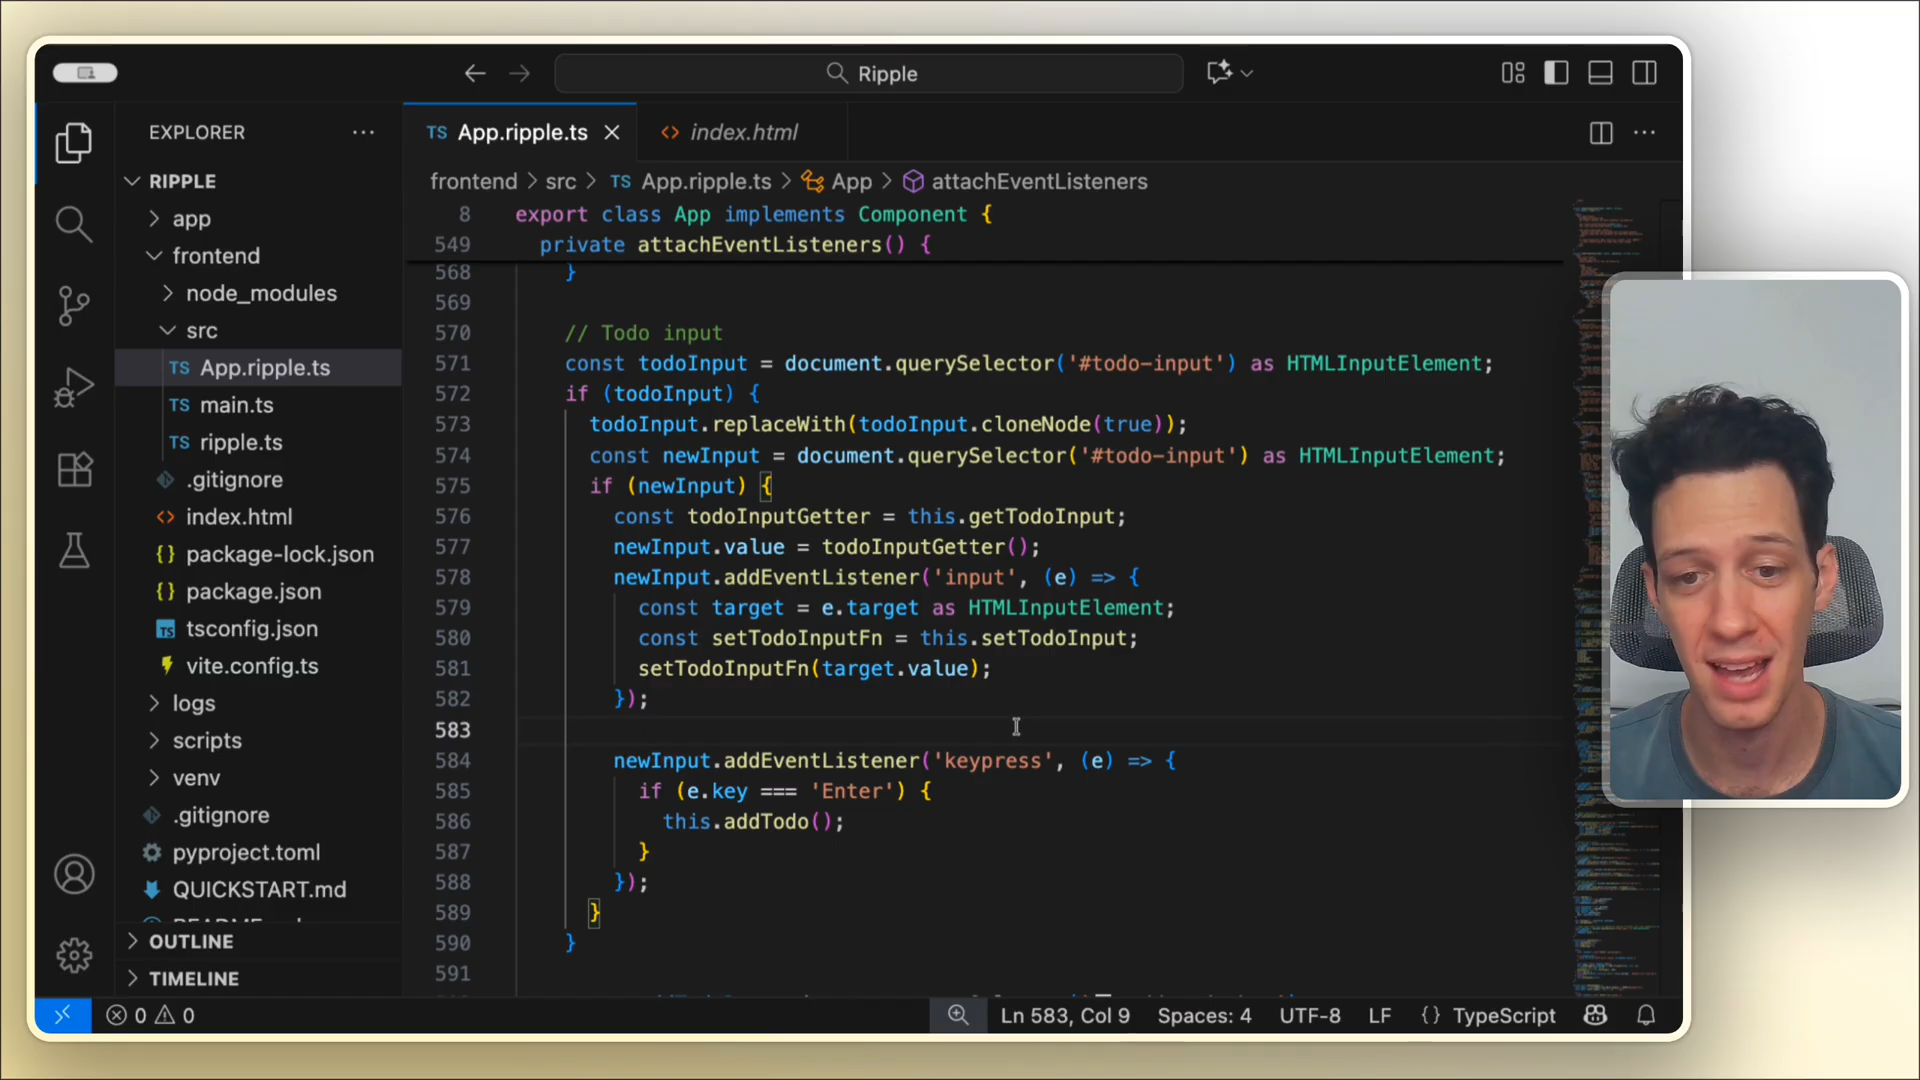 Ripple
EXPLORER
RIPPLE
app
frontend
node_modules
src
TS App.ripple.ts
TS main.ts
TS ripple.ts
.gitignore
index.html
package-lock.json
package.json
tsconfig.json
vite.config.ts
logs
scripts
venv
.gitignore
pyproject.toml
QUICKSTART.md
OUTLINE
TIMELINE
TS App.ripple.ts
<> index.html
frontend > src > TS App.ripple.ts > App > attachEventListeners
8 export class App implements Component {
549 private attachEventListeners() {
568 }
569
570 // Todo input
571 const todoInput = document.querySelector('#todo-input') as HTMLInputElement;
572 if (todoInput) {
573 todoInput.replaceWith(todoInput.cloneNode(true));
574 const newInput = document.querySelector('#todo-input') as HTMLInputElement;
575 if (newInput) {
576 const todoInputGetter = this.getTodoInput;
577 newInput.value = todoInputGetter();
578 newInput.addEventListener('input', (e) => {
579 const target = e.target as HTMLInputElement;
580 const setTodoInputFn = this.setTodoInput;
581 setTodoInputFn(target.value);
582 });
583
584 newInput.addEventListener('keypress', (e) => {
585 if (e.key === 'Enter') {
586 this.addTodo();
587 }
588 });
589 }
590 }
591
0 0
Ln 583, Col 9
Spaces: 4
UTF-8
LF
{} TypeScript